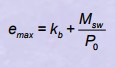 e_max = k_b + M_sw / P_0